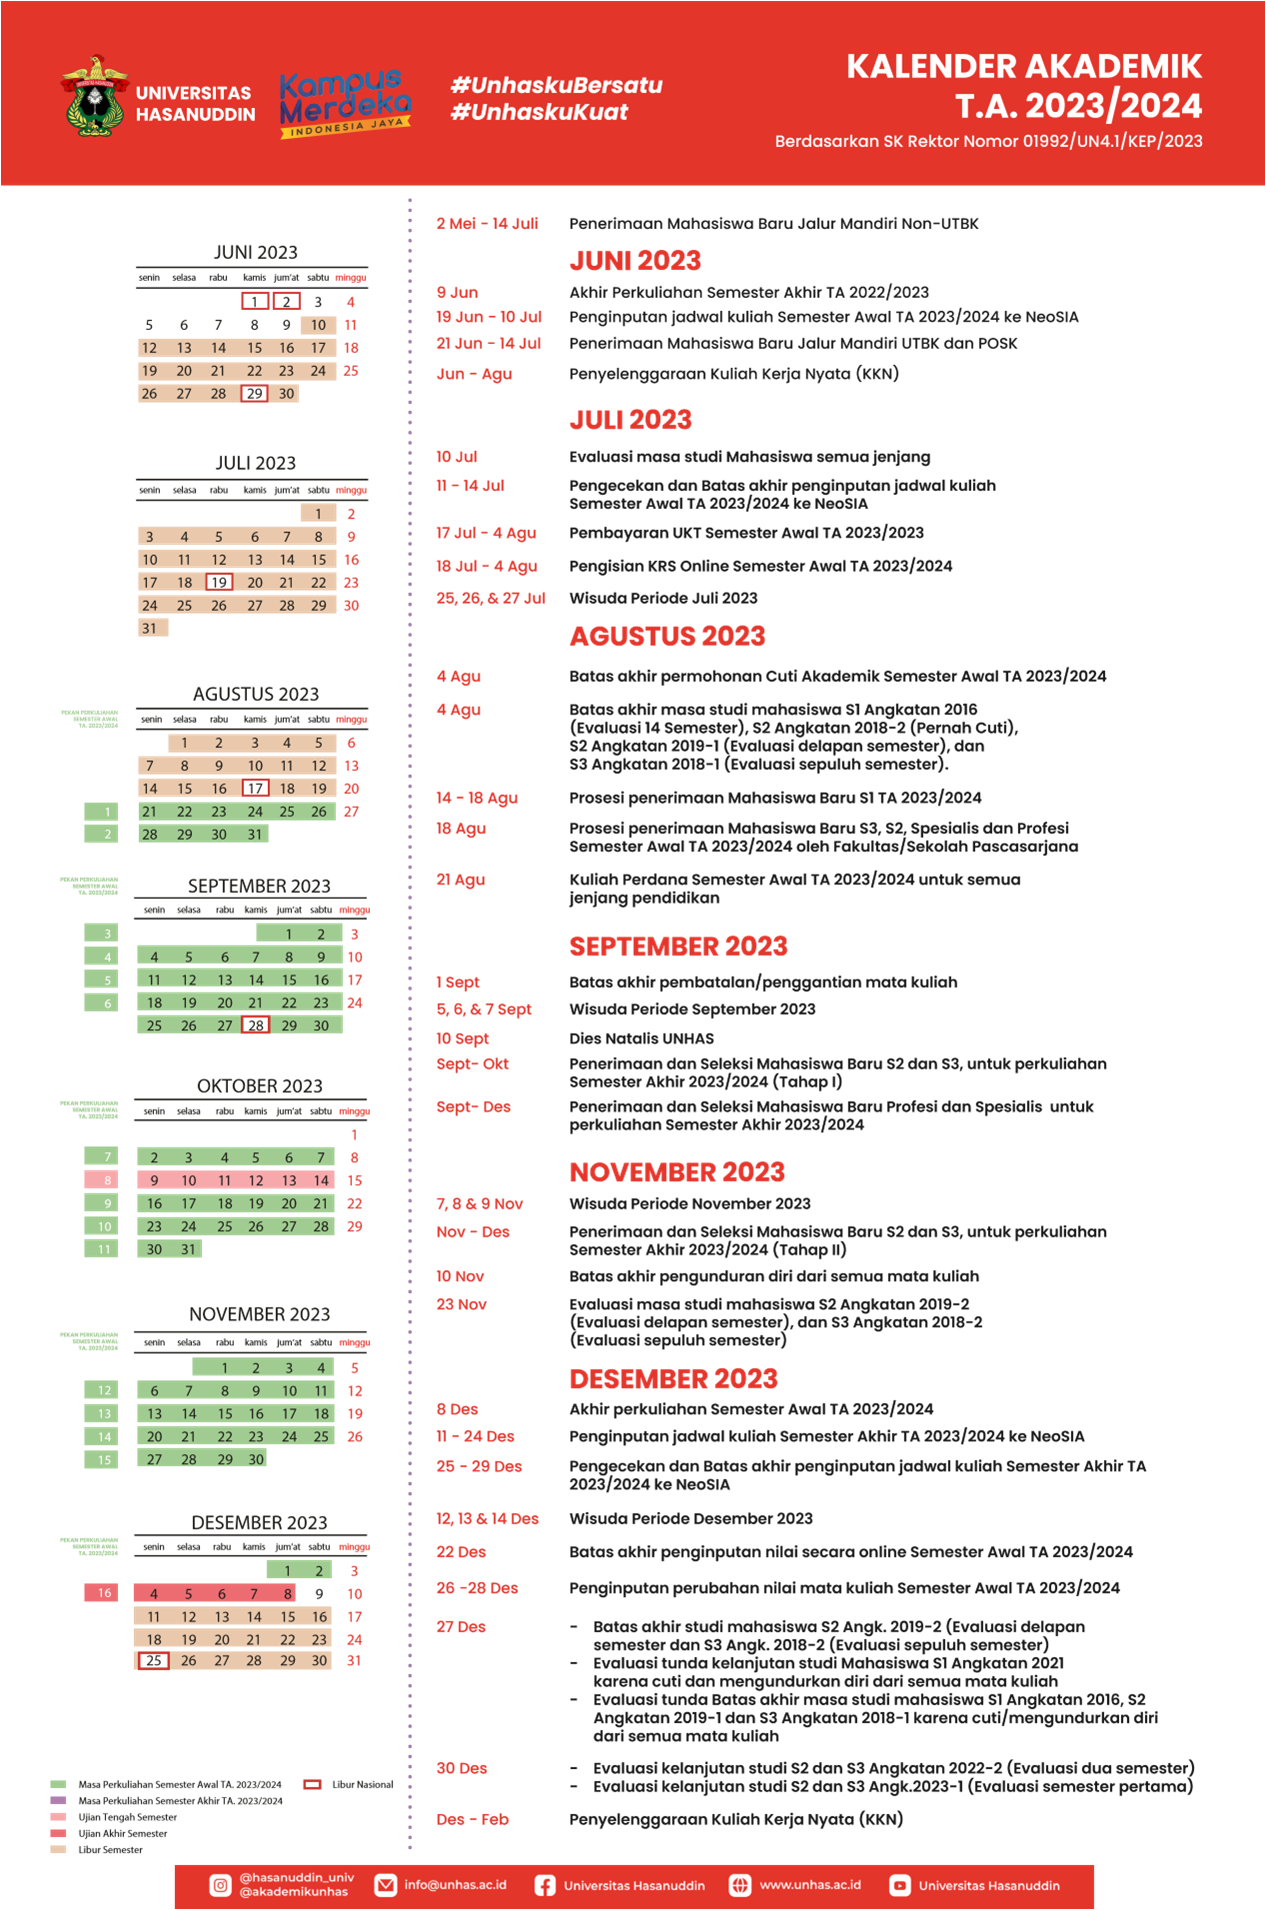 UNIVERSITAS
HASANUDDIN
Kampus
Merdeka
INDONESIA JAYA
#UnhaskuBersatu
#UnhaskuKuat
KALENDER AKADEMIK
T.A. 2023/2024
Berdasarkan SK Rektor Nomor 01992/UN4.1/KEP/2023
JUNI 2023
senin selasa rabu kamis jum'at sabtu minggu
1 2 3 4
5 6 7 8 9 10 11
12 13 14 15 16 17 18
19 20 21 22 23 24 25
26 27 28 29 30
JULI 2023
senin selasa rabu kamis jum'at sabtu minggu
1 2
3 4 5 6 7 8 9
10 11 12 13 14 15 16
17 18 19 20 21 22 23
24 25 26 27 28 29 30
31
PEKAN PERKULIAHAN
SEMESTER AWAL
TA. 2023/2024
AGUSTUS 2023
senin selasa rabu kamis jum'at sabtu minggu
1 2 3 4 5 6
7 8 9 10 11 12 13
14 15 16 17 18 19 20
1 21 22 23 24 25 26 27
2 28 29 30 31
PEKAN PERKULIAHAN
SEMESTER AWAL
TA. 2023/2024
SEPTEMBER 2023
senin selasa rabu kamis jum'at sabtu minggu
3 1 2 3
4 4 5 6 7 8 9 10
5 11 12 13 14 15 16 17
6 18 19 20 21 22 23 24
25 26 27 28 29 30
OKTOBER 2023
PEKAN PERKULIAHAN
SEMESTER AWAL
TA. 2023/2024
senin selasa rabu kamis jum'at sabtu minggu
1
7 2 3 4 5 6 7 8
8 9 10 11 12 13 14 15
9 16 17 18 19 20 21 22
10 23 24 25 26 27 28 29
11 30 31
NOVEMBER 2023
PEKAN PERKULIAHAN
SEMESTER AWAL
TA. 2023/2024
senin selasa rabu kamis jum'at sabtu minggu
1 2 3 4 5
12 6 7 8 9 10 11 12
13 13 14 15 16 17 18 19
14 20 21 22 23 24 25 26
15 27 28 29 30
DESEMBER 2023
PEKAN PERKULIAHAN
SEMESTER AWAL
TA. 2023/2024
senin selasa rabu kamis jum'at sabtu minggu
1 2 3
16 4 5 6 7 8 9 10
11 12 13 14 15 16 17
18 19 20 21 22 23 24
25 26 27 28 29 30 31
Masa Perkuliahan Semester Awal TA. 2023/2024
Libur Nasional
Masa Perkuliahan Semester Akhir TA. 2023/2024
Ujian Tengah Semester
Ujian Akhir Semester
Libur Semester
2 Mei - 14 Juli Penerimaan Mahasiswa Baru Jalur Mandiri Non-UTBK
JUNI 2023
9 Jun Akhir Perkuliahan Semester Akhir TA 2022/2023
19 Jun - 10 Jul Penginputan jadwal kuliah Semester Awal TA 2023/2024 ke NeoSIA
21 Jun - 14 Jul Penerimaan Mahasiswa Baru Jalur Mandiri UTBK dan POSK
Jun - Agu Penyelenggaraan Kuliah Kerja Nyata (KKN)
JULI 2023
10 Jul Evaluasi masa studi Mahasiswa semua jenjang
11 - 14 Jul Pengecekan dan Batas akhir penginputan jadwal kuliah
Semester Awal TA 2023/2024 ke NeoSIA
17 Jul - 4 Agu Pembayaran UKT Semester Awal TA 2023/2023
18 Jul - 4 Agu Pengisian KRS Online Semester Awal TA 2023/2024
25, 26, & 27 Jul Wisuda Periode Juli 2023
AGUSTUS 2023
4 Agu Batas akhir permohonan Cuti Akademik Semester Awal TA 2023/2024
4 Agu Batas akhir masa studi mahasiswa S1 Angkatan 2016
(Evaluasi 14 Semester), S2 Angkatan 2018-2 (Pernah Cuti),
S2 Angkatan 2019-1 (Evaluasi delapan semester), dan
S3 Angkatan 2018-1 (Evaluasi sepuluh semester).
14 - 18 Agu Prosesi penerimaan Mahasiswa Baru S1 TA 2023/2024
18 Agu Prosesi penerimaan Mahasiswa Baru S3, S2, Spesialis dan Profesi
Semester Awal TA 2023/2024 oleh Fakultas/Sekolah Pascasarjana
21 Agu Kuliah Perdana Semester Awal TA 2023/2024 untuk semua
jenjang pendidikan
SEPTEMBER 2023
1 Sept Batas akhir pembatalan/penggantian mata kuliah
5, 6, & 7 Sept Wisuda Periode September 2023
10 Sept Dies Natalis UNHAS
Sept- Okt Penerimaan dan Seleksi Mahasiswa Baru S2 dan S3, untuk perkuliahan
Semester Akhir 2023/2024 (Tahap I)
Sept- Des Penerimaan dan Seleksi Mahasiswa Baru Profesi dan Spesialis untuk
perkuliahan Semester Akhir 2023/2024
NOVEMBER 2023
7, 8 & 9 Nov Wisuda Periode November 2023
Nov - Des Penerimaan dan Seleksi Mahasiswa Baru S2 dan S3, untuk perkuliahan
Semester Akhir 2023/2024 (Tahap II)
10 Nov Batas akhir pengunduran diri dari semua mata kuliah
23 Nov Evaluasi masa studi mahasiswa S2 Angkatan 2019-2
(Evaluasi delapan semester), dan S3 Angkatan 2018-2
(Evaluasi sepuluh semester)
DESEMBER 2023
8 Des Akhir perkuliahan Semester Awal TA 2023/2024
11 - 24 Des Penginputan jadwal kuliah Semester Akhir TA 2023/2024 ke NeoSIA
25 - 29 Des Pengecekan dan Batas akhir penginputan jadwal kuliah Semester Akhir TA
2023/2024 ke NeoSIA
12, 13 & 14 Des Wisuda Periode Desember 2023
22 Des Batas akhir penginputan nilai secara online Semester Awal TA 2023/2024
26 -28 Des Penginputan perubahan nilai mata kuliah Semester Awal TA 2023/2024
27 Des - Batas akhir studi mahasiswa S2 Angk. 2019-2 (Evaluasi delapan
semester dan S3 Angk. 2018-2 (Evaluasi sepuluh semester)
- Evaluasi tunda kelanjutan studi Mahasiswa S1 Angkatan 2021
karena cuti dan mengundurkan diri dari semua mata kuliah
- Evaluasi tunda Batas akhir masa studi mahasiswa S1 Angkatan 2016, S2
Angkatan 2019-1 dan S3 Angkatan 2018-1 karena cuti/mengundurkan diri
dari semua mata kuliah
30 Des - Evaluasi kelanjutan studi S2 dan S3 Angkatan 2022-2 (Evaluasi dua semester)
- Evaluasi kelanjutan studi S2 dan S3 Angk.2023-1 (Evaluasi semester pertama)
Des - Feb Penyelenggaraan Kuliah Kerja Nyata (KKN)
@hasanuddin_univ
@akademikunhas
info@unhas.ac.id
Universitas Hasanuddin
www.unhas.ac.id
Universitas Hasanuddin